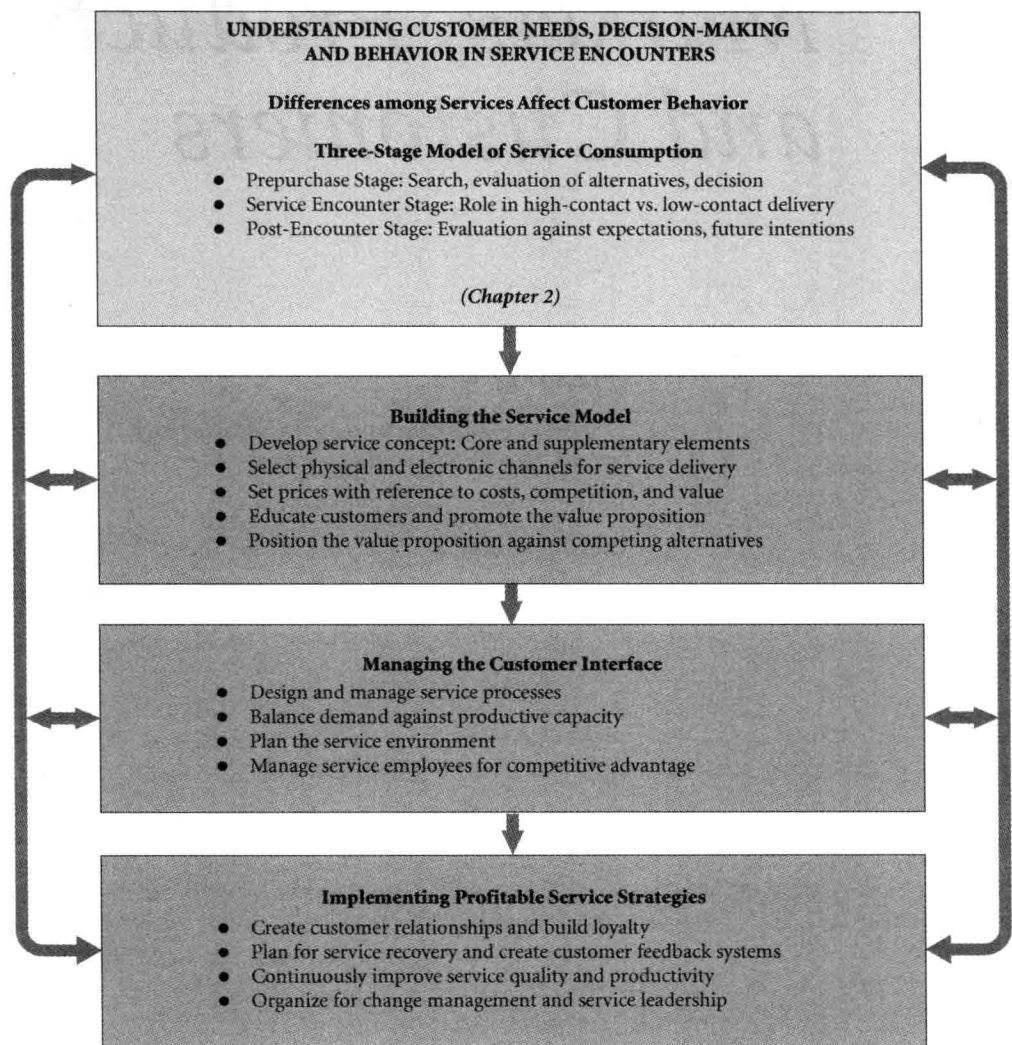 UNDERSTANDING CUSTOMER NEEDS, DECISION-MAKING
AND BEHAVIOR IN SERVICE ENCOUNTERS
Differences among Services Affect Customer Behavior
Three-Stage Model of Service Consumption
● Prepurchase Stage: Search, evaluation of alternatives, decision
● Service Encounter Stage: Role in high-contact vs. low-contact delivery
● Post-Encounter Stage: Evaluation against expectations, future intentions
(Chapter 2)
Building the Service Model
● Develop service concept: Core and supplementary elements
● Select physical and electronic channels for service delivery
● Set prices with reference to costs, competition, and value
● Educate customers and promote the value proposition
● Position the value proposition against competing alternatives
Managing the Customer Interface
● Design and manage service processes
● Balance demand against productive capacity
● Plan the service environment
● Manage service employees for competitive advantage
Implementing Profitable Service Strategies
● Create customer relationships and build loyalty
● Plan for service recovery and create customer feedback systems
● Continuously improve service quality and productivity
● Organize for change management and service leadership